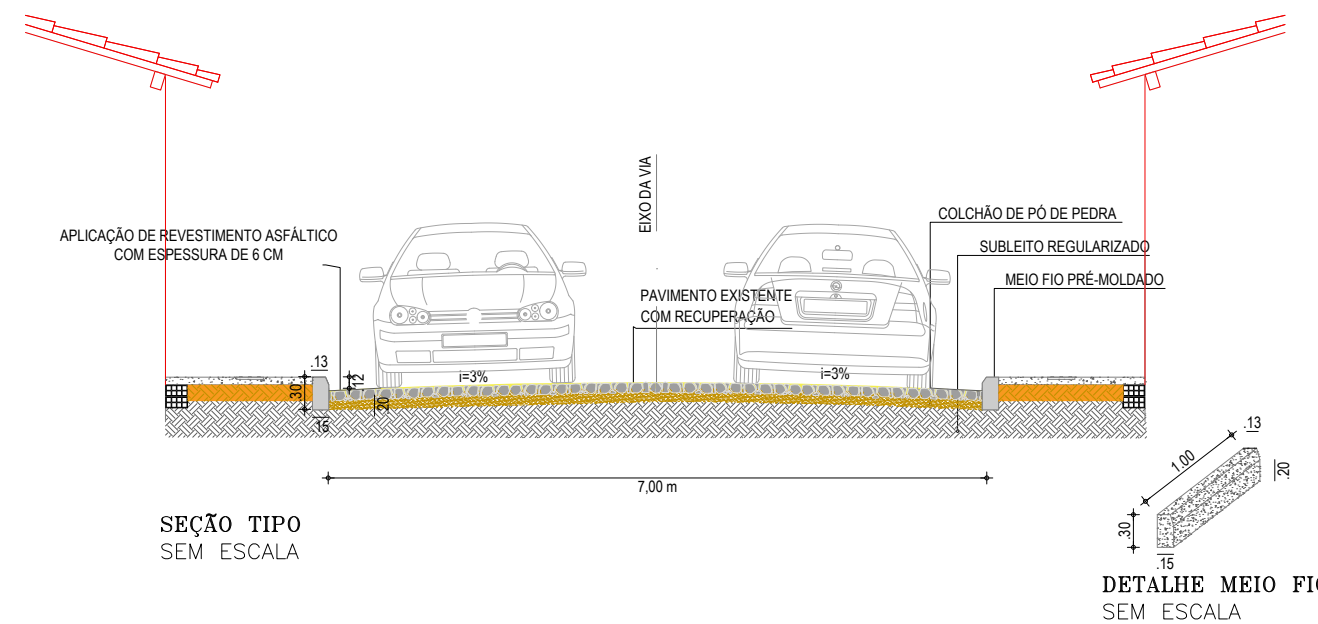 EIXO DA VIA
APLICAÇÃO DE REVESTIMENTO ASFÁLTICO
COM ESPESSURA DE 6 CM
COLCHÃO DE PÓ DE PEDRA
SUBLEITO REGULARIZADO
MEIO FIO PRÉ-MOLDADO
PAVIMENTO EXISTENTE
COM RECUPERAÇÃO
.13
.30
12
i=3%
i=3%
.20
.15
7,00 m
SEÇÃO TIPO
SEM ESCALA
.13
1.00
.20
.30
.15
DETALHE MEIO FIO
SEM ESCALA